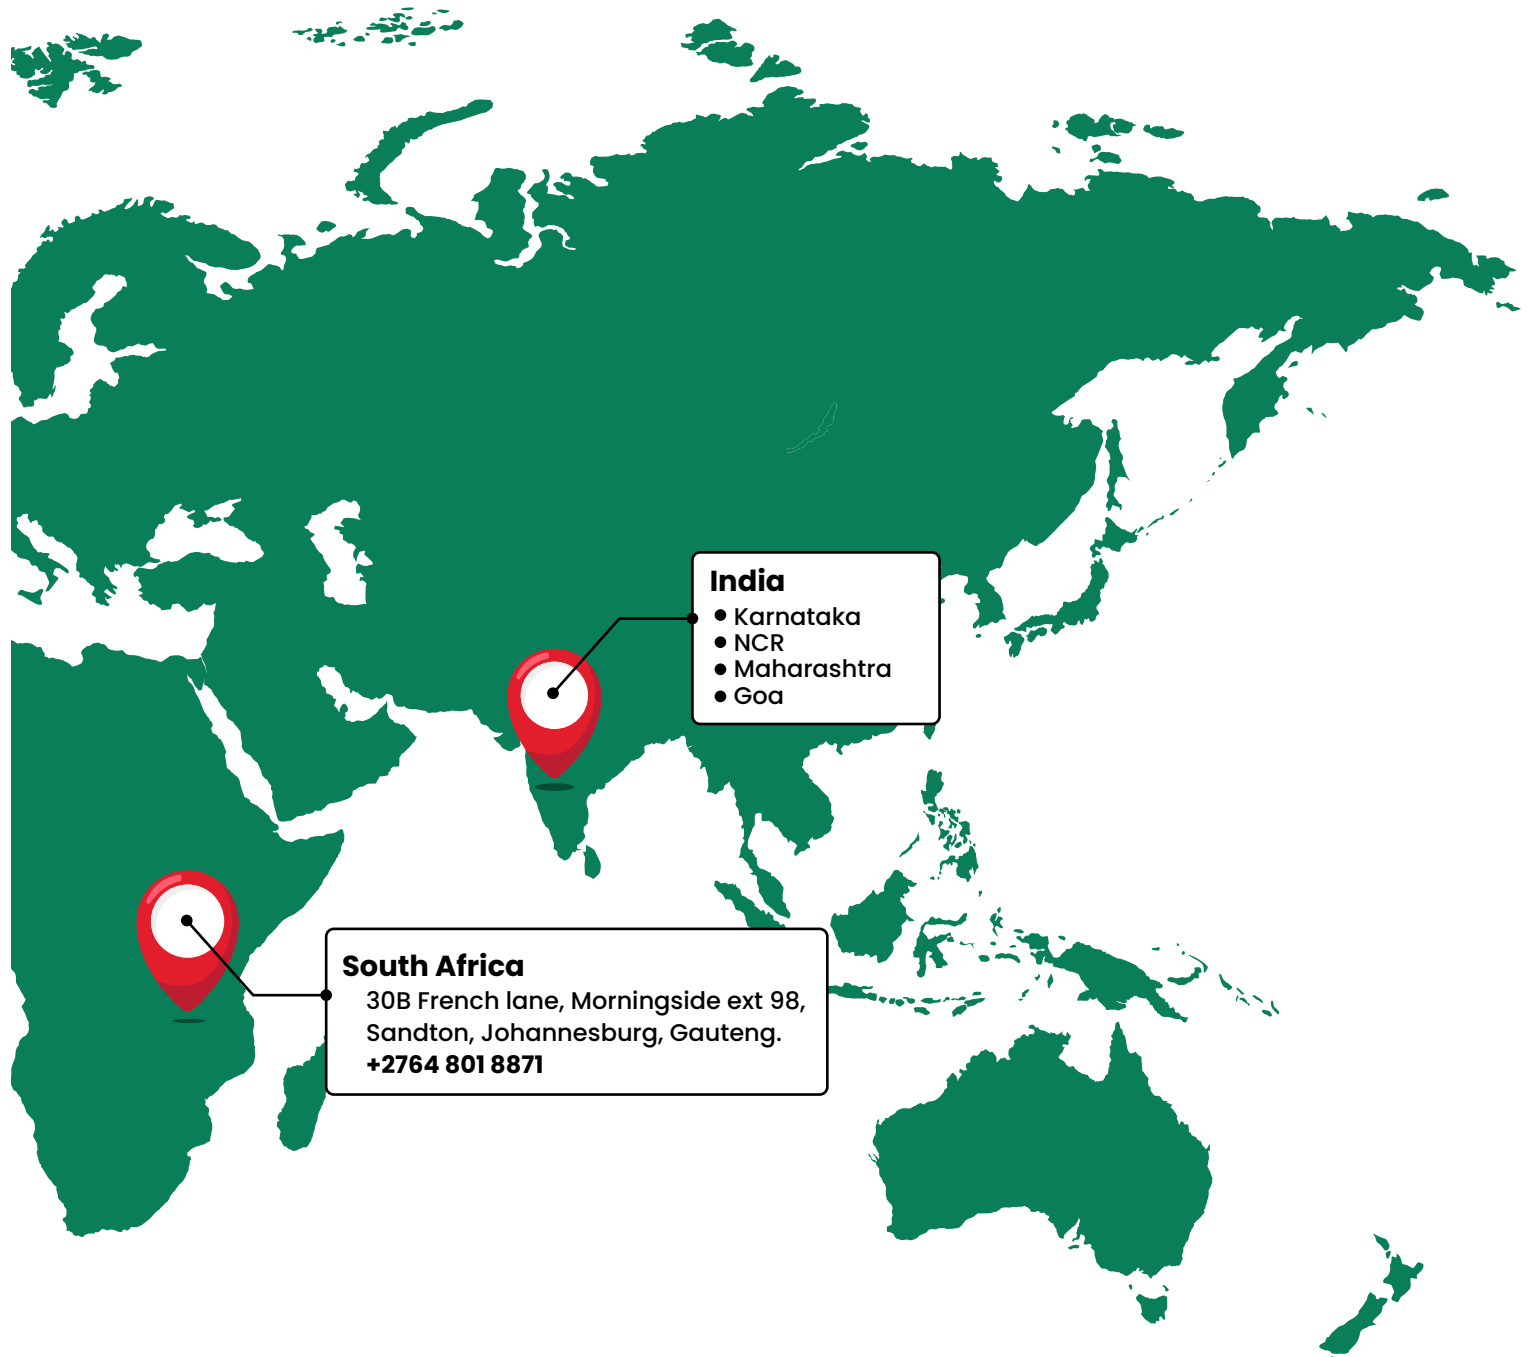 India
Karnataka
NCR
Maharashtra
Goa
South Africa
30B French lane, Morningside ext 98,
Sandton, Johannesburg, Gauteng.
+2764 801 8871